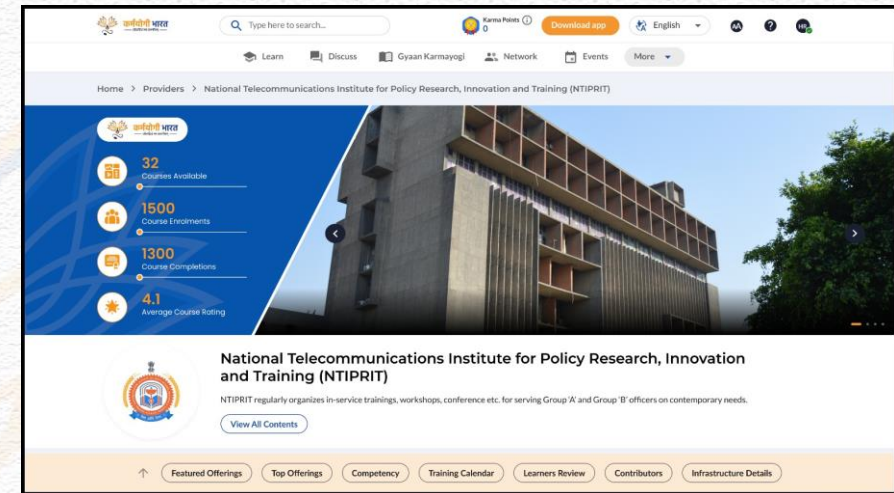 कर्मयोगी भारत
Type here to search...
Karma Points
0
Download app
English
AA
?
HR
Learn
Discuss
Gyaan Karmayogi
Network
Events
More
Home > Providers > National Telecommunications Institute for Policy Research, Innovation and Training (NTIPRIT)
कर्मयोगी भारत
32
Courses Available
1500
Course Enrolments
1300
Course Completions
4.1
Average Course Rating
National Telecommunications Institute for Policy Research, Innovation
and Training (NTIPRIT)
NTIPRIT regularly organizes in-service trainings, workshops, conference etc. for serving Group 'A' and Group 'B' officers on contemporary needs.
View All Contents
Featured Offerings
Top Offerings
Competency
Training Calendar
Learners Review
Contributors
Infrastructure Details